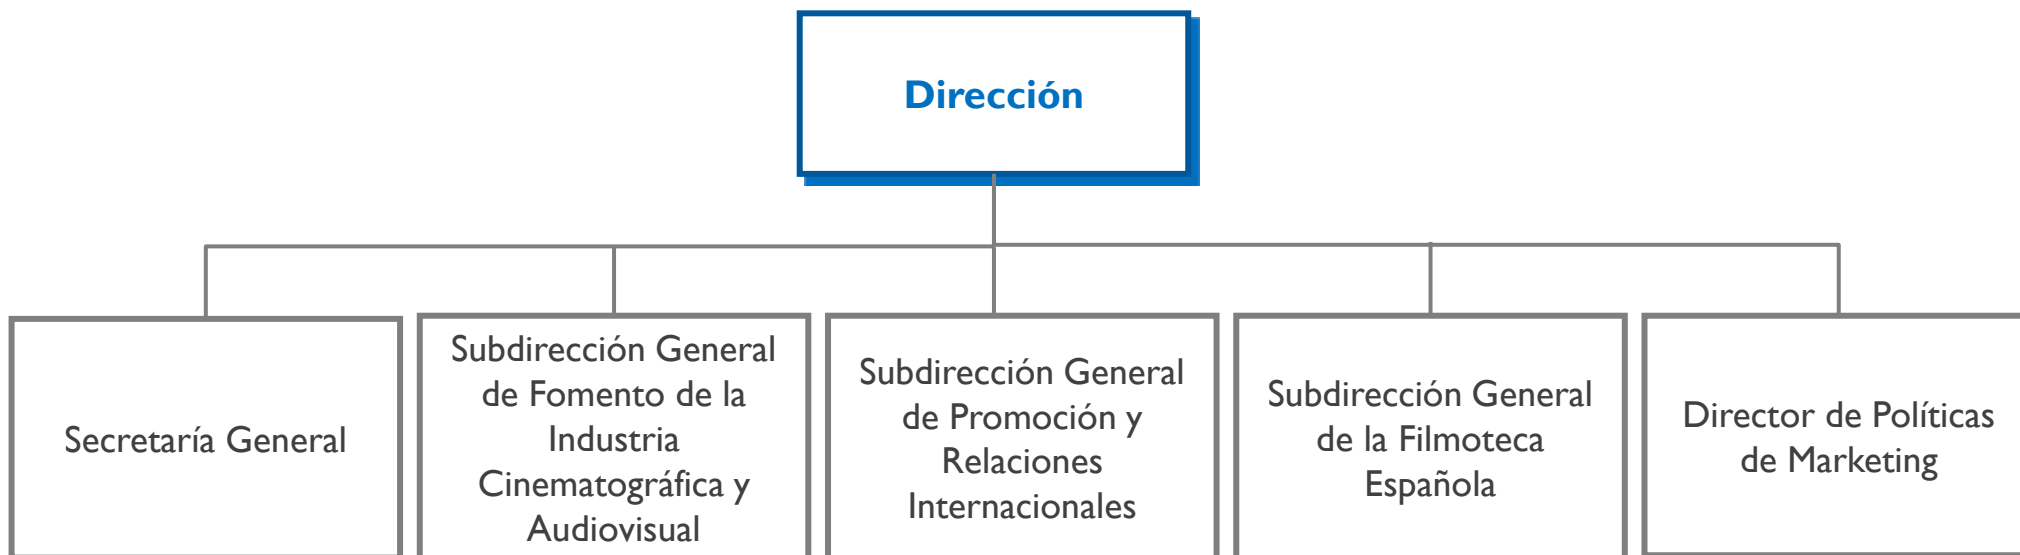 Dirección
Secretaría General
Subdirección General
de Fomento de la
Industria
Cinematográfica y
Audiovisual
Subdirección General
de Promoción y
Relaciones
Internacionales
Subdirección General
de la Filmoteca
Española
Director de Políticas
de Marketing